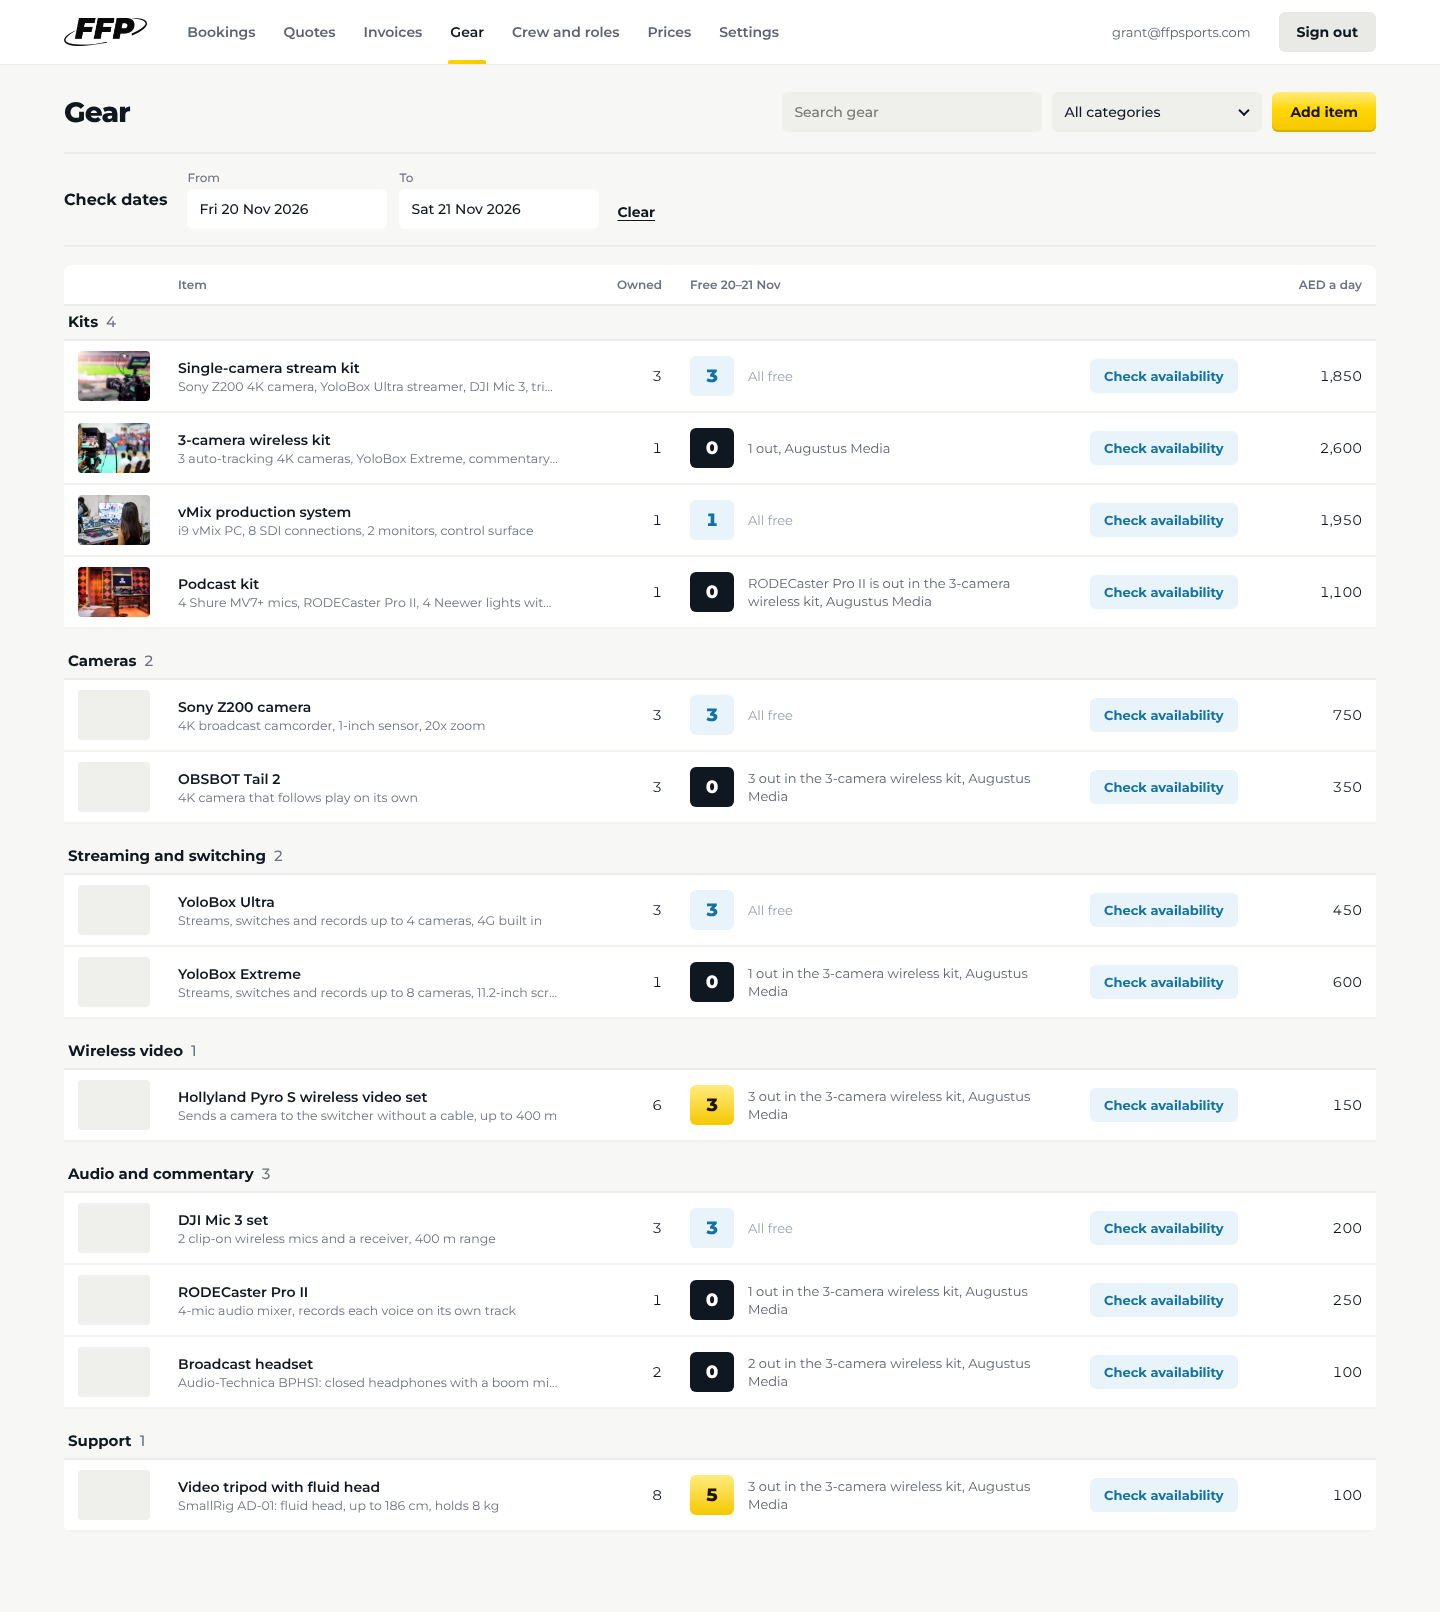 FFP
Bookings
Quotes
Invoices
Gear
Crew and roles
Prices
Settings
grant@ffpsports.com
Sign out
Gear
Search gear
All categories
Add item
Check dates
From
Fri 20 Nov 2026
To
Sat 21 Nov 2026
Clear
Item
Owned
Free 20–21 Nov
AED a day
Kits 4
Single-camera stream kit
Sony Z200 4K camera, YoloBox Ultra streamer, DJI Mic 3, tri...
3
3
All free
Check availability
1,850
3-camera wireless kit
3 auto-tracking 4K cameras, YoloBox Extreme, commentary...
1
0
1 out, Augustus Media
Check availability
2,600
vMix production system
i9 vMix PC, 8 SDI connections, 2 monitors, control surface
1
1
All free
Check availability
1,950
Podcast kit
4 Shure MV7+ mics, RODECaster Pro II, 4 Neewer lights wit...
1
0
RODECaster Pro II is out in the 3-camera
wireless kit, Augustus Media
Check availability
1,100
Cameras 2
Sony Z200 camera
4K broadcast camcorder, 1-inch sensor, 20x zoom
3
3
All free
Check availability
750
OBSBOT Tail 2
4K camera that follows play on its own
3
0
3 out in the 3-camera wireless kit, Augustus
Media
Check availability
350
Streaming and switching 2
YoloBox Ultra
Streams, switches and records up to 4 cameras, 4G built in
3
3
All free
Check availability
450
YoloBox Extreme
Streams, switches and records up to 8 cameras, 11.2-inch scr...
1
0
1 out in the 3-camera wireless kit, Augustus
Media
Check availability
600
Wireless video 1
Hollyland Pyro S wireless video set
Sends a camera to the switcher without a cable, up to 400 m
6
3
3 out in the 3-camera wireless kit, Augustus
Media
Check availability
150
Audio and commentary 3
DJI Mic 3 set
2 clip-on wireless mics and a receiver, 400 m range
3
3
All free
Check availability
200
RODECaster Pro II
4-mic audio mixer, records each voice on its own track
1
0
1 out in the 3-camera wireless kit, Augustus
Media
Check availability
250
Broadcast headset
Audio-Technica BPHS1: closed headphones with a boom mi...
2
0
2 out in the 3-camera wireless kit, Augustus
Media
Check availability
100
Support 1
Video tripod with fluid head
SmallRig AD-01: fluid head, up to 186 cm, holds 8 kg
8
5
3 out in the 3-camera wireless kit, Augustus
Media
Check availability
100